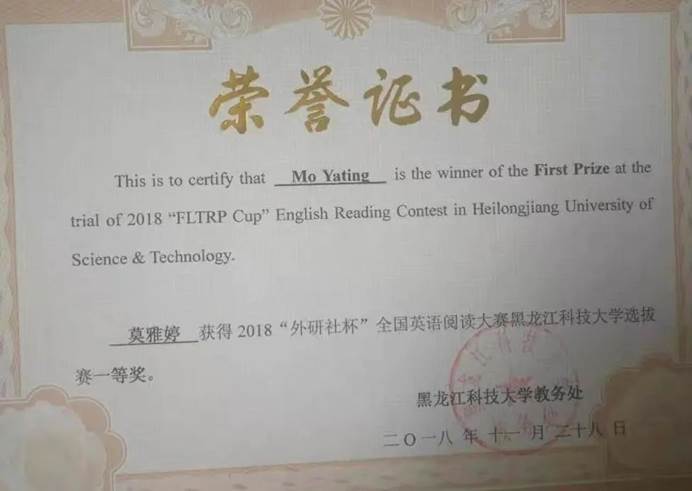 荣誉证书
This is to certify that Mo Yating is the winner of the First Prize at the
trial of 2018 “FLTRP Cup” English Reading Contest in Heilongjiang University of
Science & Technology.
莫雅婷 获得 2018“外研社杯”全国英语阅读大赛黑龙江科技大学选拔
赛一等奖。
黑龙江科技大学教务处
二〇一八 年 十一 月 二十八 日